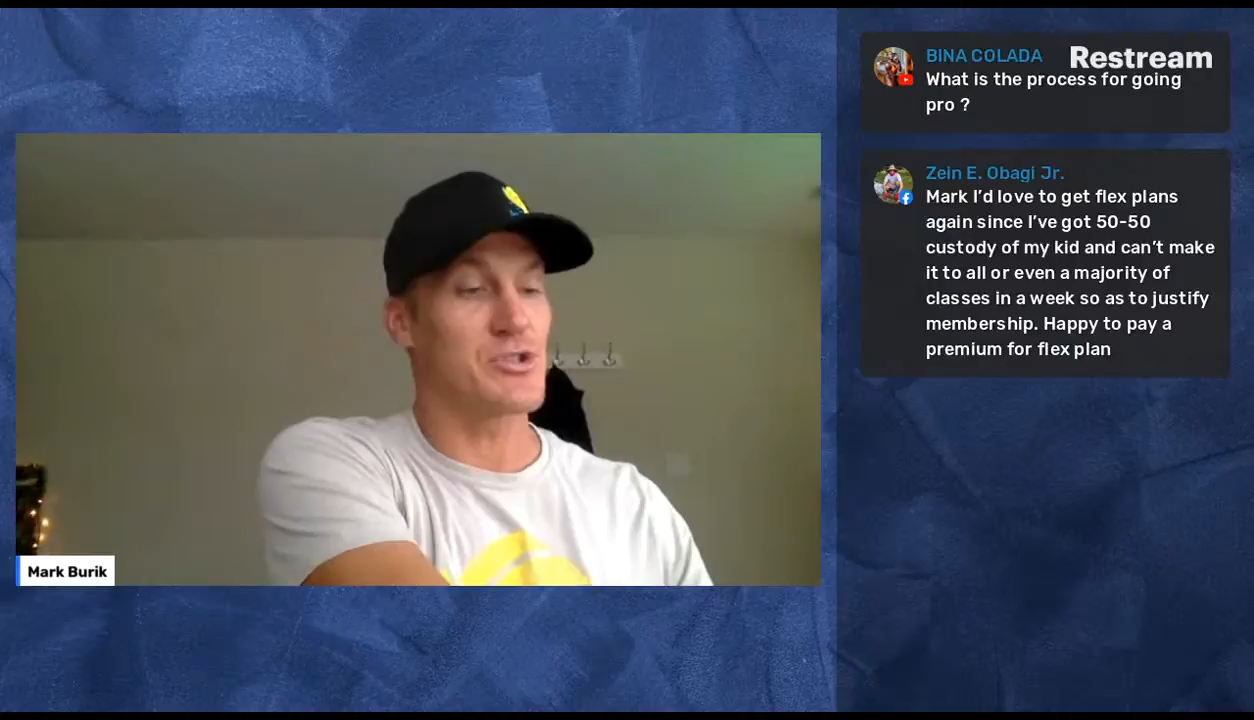 BINA COLADA
Restream
What is the process for going
pro ?
Zein E. Obagi Jr.
Mark I’d love to get flex plans
again since I’ve got 50-50
custody of my kid and can’t make
it to all or even a majority of
classes in a week so as to justify
membership. Happy to pay a
premium for flex plan
Mark Burik